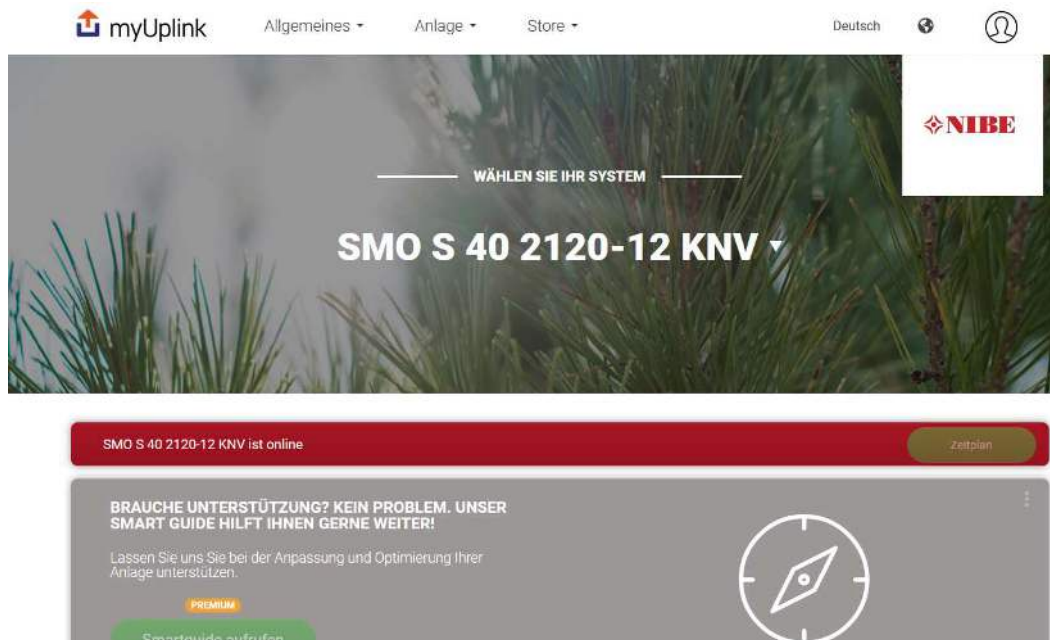 myUplink
Allgemeines
Anlage
Store
Deutsch
NIBE
WÄHLEN SIE IHR SYSTEM
SMO S 40 2120-12 KNV
SMO S 40 2120-12 KNV ist online
Zeitplan
BRAUCHE UNTERSTÜTZUNG? KEIN PROBLEM. UNSER
SMART GUIDE HILFT IHNEN GERNE WEITER!
Lassen Sie uns Sie bei der Anpassung und Optimierung Ihrer
Anlage unterstützen.
PREMIUM
Smartguide aufrufen